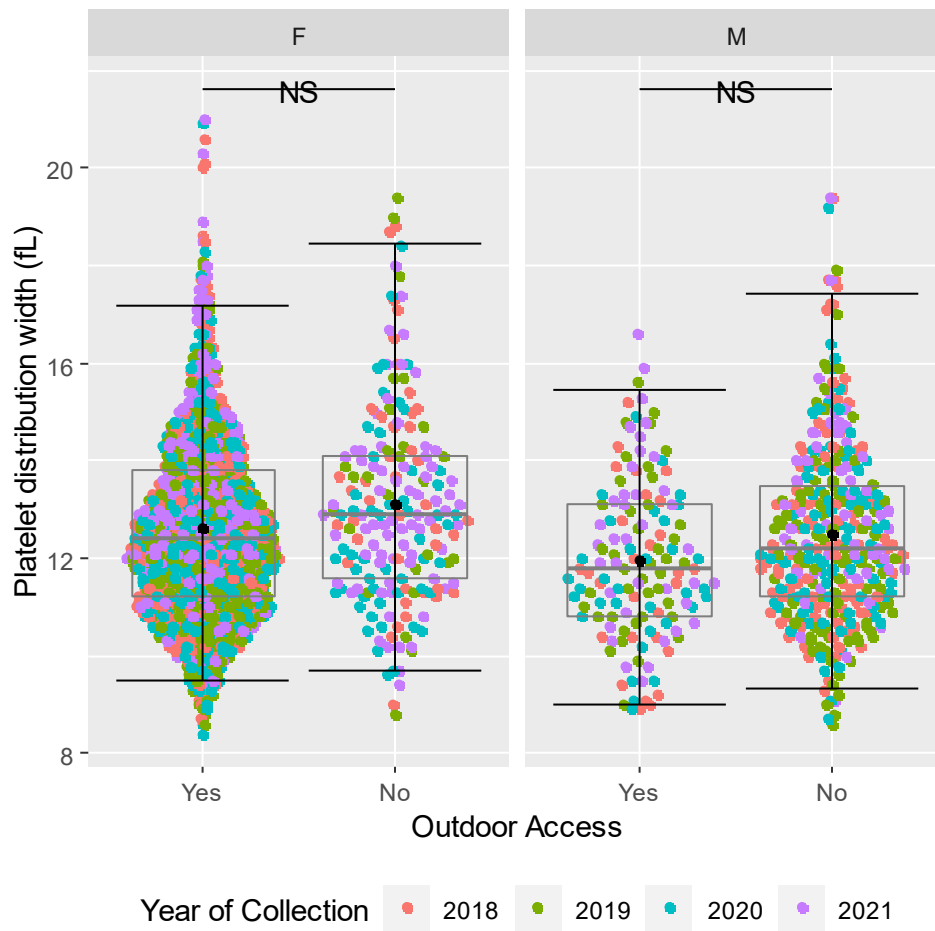 F M
NS NS
20
16
12
8
Platelet distribution width (fL)
Yes No Yes No
Outdoor Access
Year of Collection 2018 2019 2020 2021